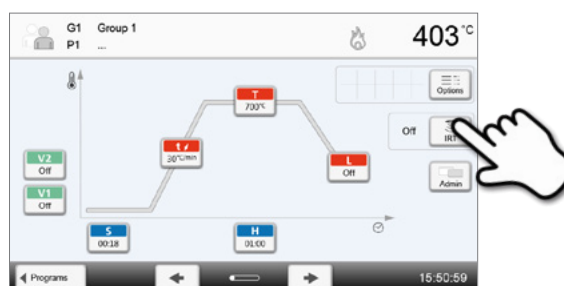 G1 Group 1
P1 ...
403 °C
Options
T
700°C
Off
IRT
t
30°C/min
V2
Off
L
Off
Admin
V1
Off
S
00:18
H
01:00
Programs
15:50:59